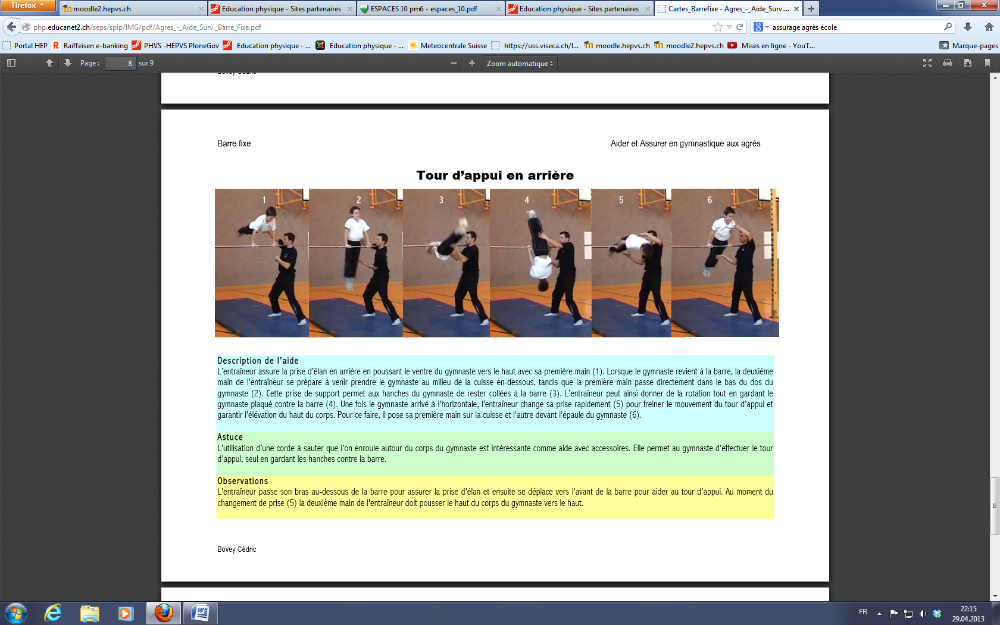 Firefox
moodle2.hepvs.ch
Education physique - Sites partenaires
ESPACES 10 pm6 - espaces_10.pdf
Education physique - Sites partenaires
Cartes_Barrefixe - Agres_-_Aide_Surv....
php.educanet2.ch/seps/spip/IMG/pdf/Agres_-_Aide_Surv._Barre_Fixe.pdf
assurage agrès école
Portal HEP
Raiffeisen e-banking
PHVS -HEPVS PloneGov
Education physique - ...
Education physique - ...
Meteocentrale Suisse
https://uss.viseca.ch/l...
moodle.hepvs.ch
moodle2.hepvs.ch
Mises en ligne - YouT...
Marque-pages
Page : 8 sur 9
Zoom automatique
Bovey Cédric
Barre fixe
Aider et Assurer en gymnastique aux agrès
Tour d'appui en arrière
1 2 3 4 5 6
Description de l'aide
L'entraîneur assure la prise d'élan en arrière en poussant le ventre du gymnaste vers le haut avec sa première main (1). Lorsque le gymnaste revient à la barre, la deuxième
main de l'entraîneur se prépare à venir prendre le gymnaste au milieu de la cuisse en-dessous, tandis que la première main passe directement dans le bas du dos du
gymnaste (2). Cette prise de support permet aux hanches du gymnaste de rester collées à la barre (3). L'entraîneur peut ainsi donner de la rotation tout en gardant le
gymnaste plaqué contre la barre (4). Une fois le gymnaste arrivé à l'horizontale, l'entraîneur change sa prise rapidement (5) pour freiner le mouvement du tour d'appui et
garantir l'élévation du haut du corps. Pour ce faire, il pose sa première main sur la cuisse et l'autre devant l'épaule du gymnaste (6).
Astuce
L'utilisation d'une corde à sauter que l'on enroule autour du corps du gymnaste est intéressante comme aide avec accessoires. Elle permet au gymnaste d'effectuer le tour
d'appui, seul en gardant les hanches contre la barre.
Observations
L'entraîneur passe son bras au-dessous de la barre pour assurer la prise d'élan et ensuite se déplace vers l'avant de la barre pour aider au tour d'appui. Au moment du
changement de prise (5) la deuxième main de l'entraîneur doit pousser le haut du corps du gymnaste vers le haut.
Bovey Cédric
FR
22:15
29.04.2013